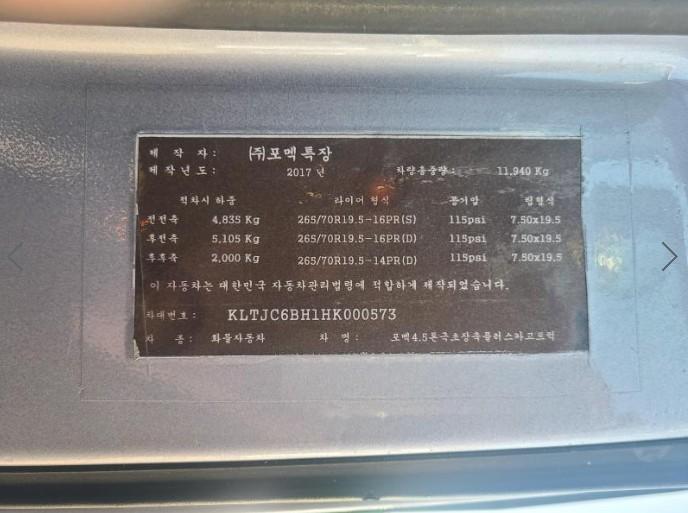 제 작 자 : (주)포멕특장
제작년도: 2017 년 차량총중량: 11,940 Kg
적차시 하중 타이어 형식 공기압 림형식
전전축 4,835 Kg 265/70R19.5-16PR(S) 115psi 7.50x19.5
후전축 5,105 Kg 265/70R19.5-16PR(D) 115psi 7.50x19.5
후후축 2,000 Kg 265/70R19.5-14PR(D) 115psi 7.50x19.5
이 자동차는 대한민국 자동차관리법령에 적합하게 제작되었습니다.
차대번호 : KLTJC6BH1HK000573
차 종 : 화물자동차 차 명 : 포멕4.5톤극초장축플러스카고트럭